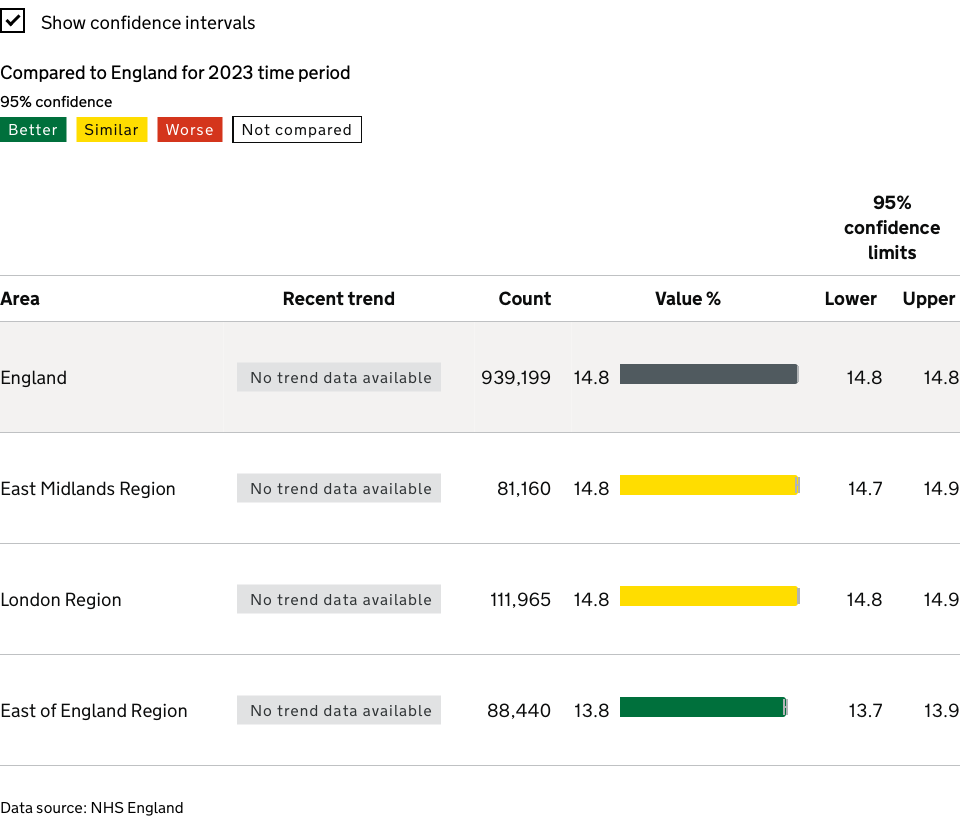 Show confidence intervals
Compared to England for 2023 time period
95% confidence
Better Similar Worse Not compared
95%
confidence
limits
Area Recent trend Count Value % Lower Upper
England No trend data available 939,199 14.8 14.8 14.8
East Midlands Region No trend data available 81,160 14.8 14.7 14.9
London Region No trend data available 111,965 14.8 14.8 14.9
East of England Region No trend data available 88,440 13.8 13.7 13.9
Data source: NHS England